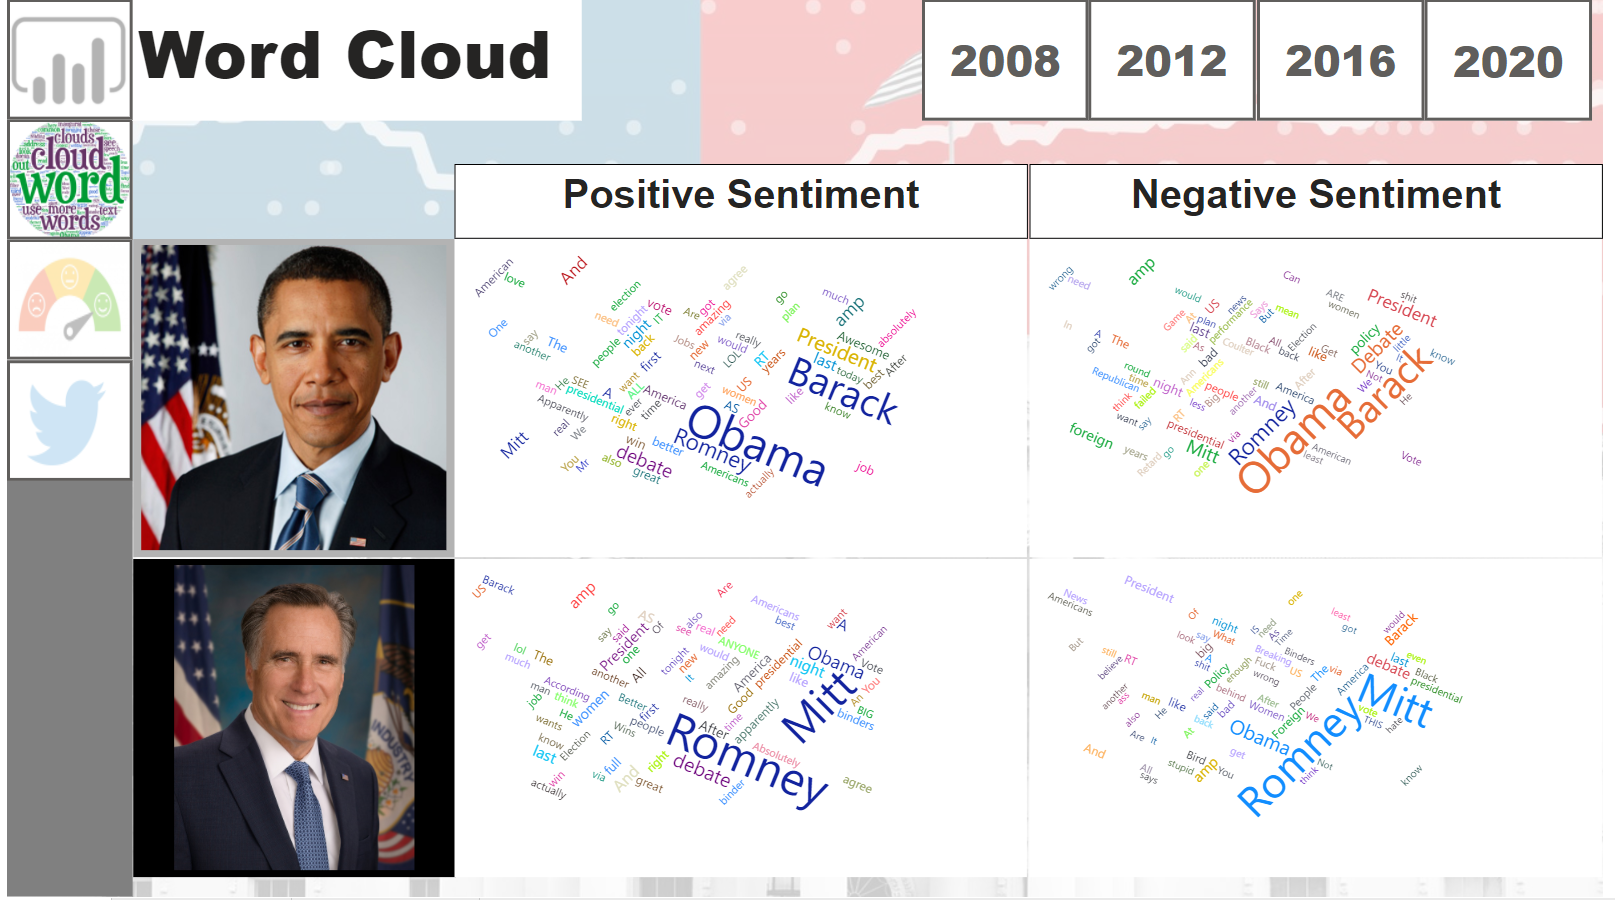 Word Cloud
2008
2012
2016
2020
clouds
see
out
cloud
word
use more text
words
Positive Sentiment
Negative Sentiment
American
love
And
election
vote
need
tonight
IT
night
back
Are
got
amazing
via
agree
go
plan
much
amp
absolutely
One
say
another
The
people
first
Jobs
new
next
really
would
LOL
RT
years
President
Awesome
last
today
best
After
man
He
SEE
presidential
A
want
ALL
ever
America
time
get
US
women
AS
Good
like
Barack
know
Apparently
real
We
right
Mitt
You
Mr
also
win
better
debate
great
Romney
Obama
Americans
actually
job
wrong
need
amp
would
Can
ARE
women
President
shit
In
A
got
The
Game
At
plan
US
last
said
As
news
performance
Says
But
mean
Coulter
bad
Black
All
back
Election
like
Get
policy
Debate
little
It
You
know
Republican
round
time
think
failed
night
Ann
Americans
less
people
Big
another
still
And
America
After
We
Not
He
Barack
want
say
RT
presidential
foreign
years
Retard
go
Mitt
one
via
Romney
Obama
American
least
Vote
US
Barack
amp
go
Are
Americans
best
want
A
get
say
said
AS
Of
President
one
see
also
real
need
ANYONE
would
lol
much
The
another
All
tonight
new
It
amazing
America
presidential
night
like
Obama
American
Vote
You
An
BIG
binders
According
man
job
think
He
women
Better
first
people
really
Good
time
After
apparently
Mitt
wants
know
last
Election
RT
Wins
win
actually
via
full
And
right
great
debate
Romney
binder
Absolutely
agree
News
Americans
President
Of
one
night
But
look
say
What
big
A
shit
IS
need
As
Time
least
got
would
Barack
still
believe
RT
Policy
Breaking
enough
Fuck
wrong
Binders
US
The
via
America
debate
last
even
Black
presidential
another
ass
also
man
He
like
real
said
bad
back
At
behind
Women
After
Foreign
People
We
Mitt
vote
THIS
hate
And
Are
It
All
says
stupid
Bird
amp
You
get
Obama
Romney
think
Not
know
INDUSTRY